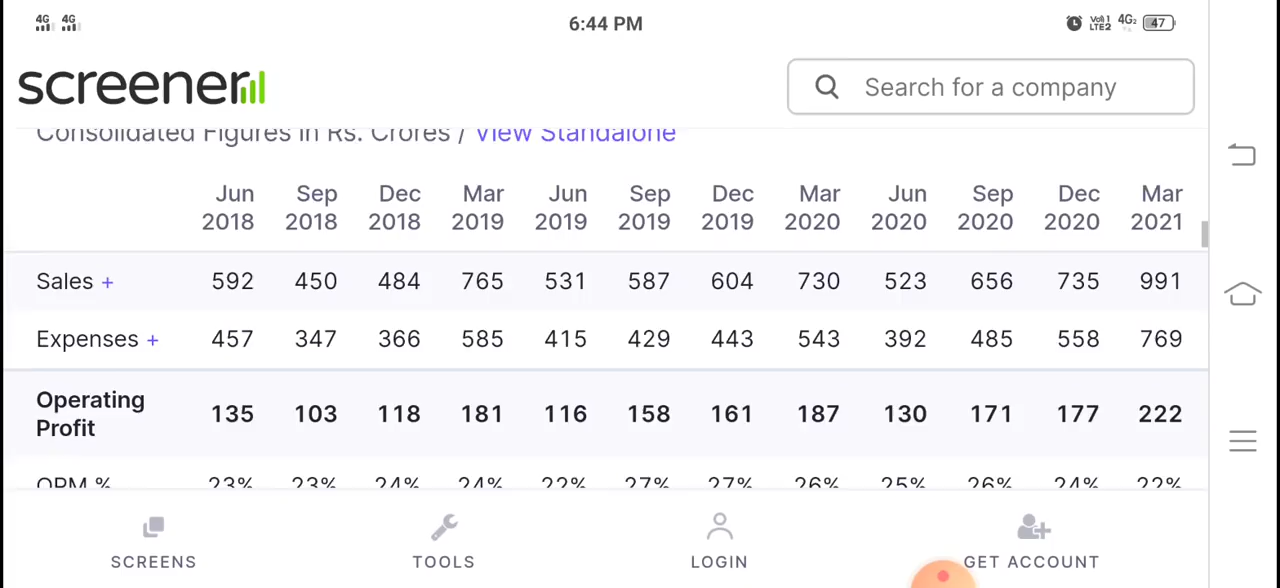 4G 4G 6:44 PM VoI) 1 LTE2 4G2 47
screener Search for a company
Consolidated Figures in Rs. Crores / View Standalone
Jun Sep Dec Mar Jun Sep Dec Mar Jun Sep Dec Mar
2018 2018 2018 2019 2019 2019 2019 2020 2020 2020 2020 2021
Sales + 592 450 484 765 531 587 604 730 523 656 735 991
Expenses + 457 347 366 585 415 429 443 543 392 485 558 769
Operating
Profit 135 103 118 181 116 158 161 187 130 171 177 222
OPM % 23% 23% 24% 24% 22% 27% 27% 26% 25% 26% 24% 22%
SCREENS TOOLS LOGIN GET ACCOUNT